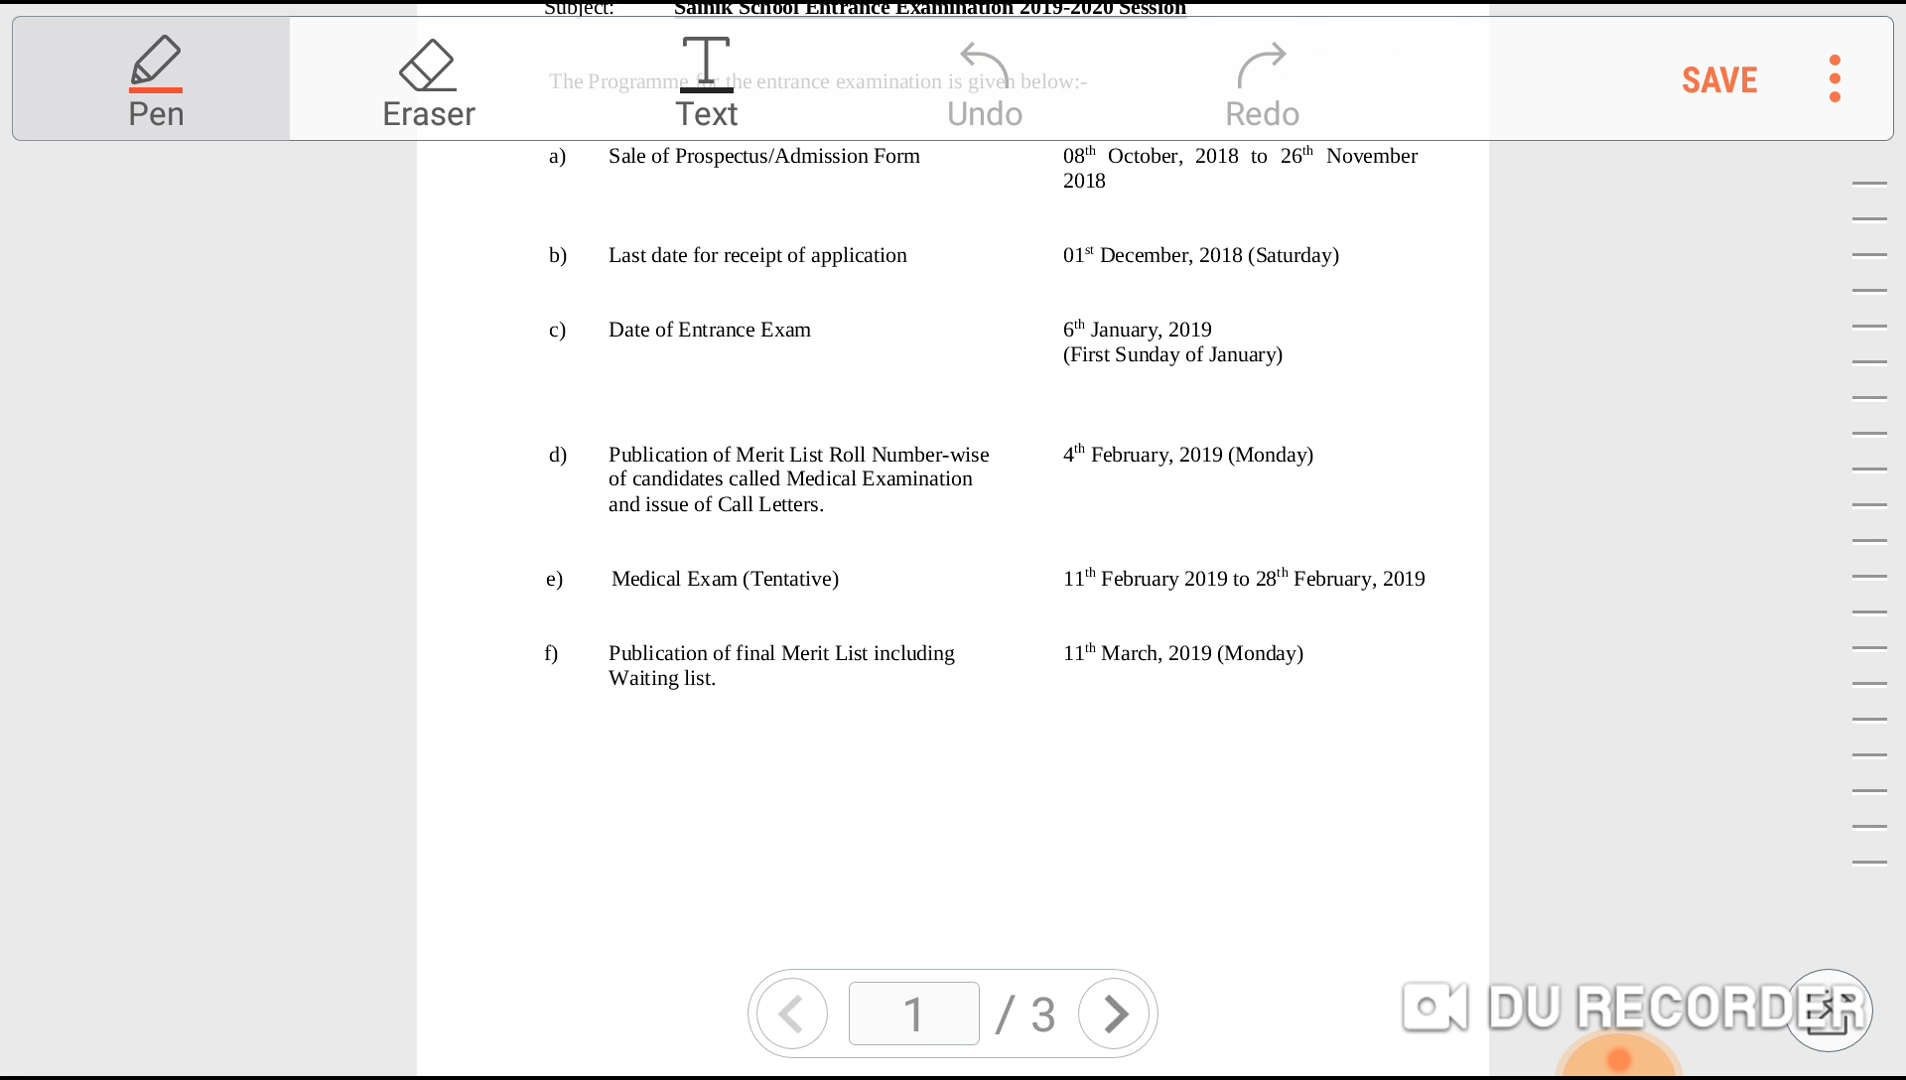 Subject: Sainik School Entrance Examination 2019-2020 Session
The Programme for the entrance examination is given below:-
Pen Eraser Text Undo Redo SAVE
a) Sale of Prospectus/Admission Form 08th October, 2018 to 26th November
2018
b) Last date for receipt of application 01st December, 2018 (Saturday)
c) Date of Entrance Exam 6th January, 2019
(First Sunday of January)
d) Publication of Merit List Roll Number-wise 4th February, 2019 (Monday)
of candidates called Medical Examination
and issue of Call Letters.
e) Medical Exam (Tentative) 11th February 2019 to 28th February, 2019
f) Publication of final Merit List including 11th March, 2019 (Monday)
Waiting list.
1 / 3
DU RECORDER